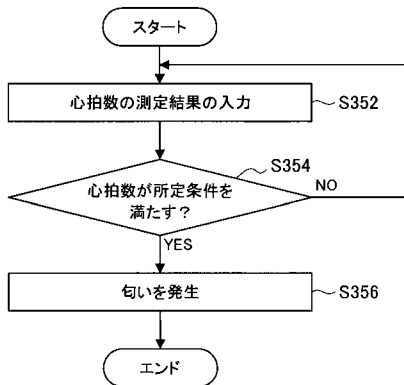 スタート
心拍数の測定結果の入力
S352
S354
心拍数が所定条件を
満たす?
NO
YES
匂いを発生
S356
エンド